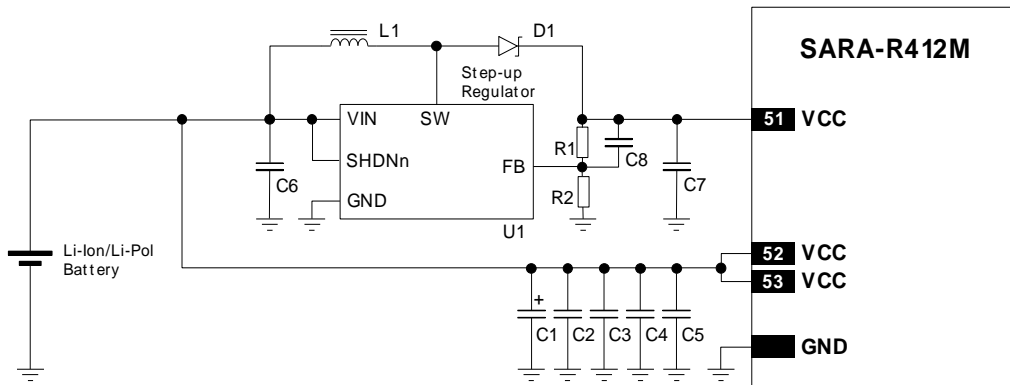 L1
D1
SARA-R412M
Step-up
Regulator
VIN
SW
51 VCC
R1
C8
SHDNn
FB
C6
C7
R2
GND
U1
Li-Ion/Li-Pol
Battery
52 VCC
53 VCC
+
C1
C2
C3
C4
C5
GND